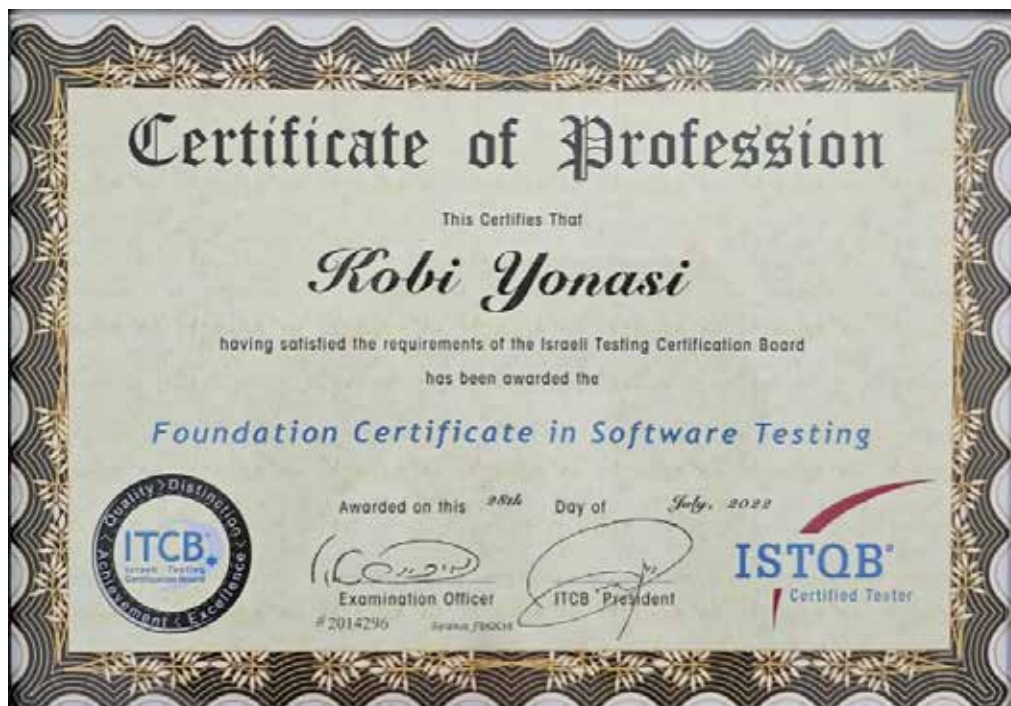 Certificate of Profession
This Certifies That
Kobi Yonasi
having satisfied the requirements of the Israeli Testing Certification Board
has been awarded the
Foundation Certificate in Software Testing
Awarded on this 28th Day of July, 2022
Quality > Distinction > Excellence > Achievement >
ITCB
Israeli Testing
Certification Board
Examination Officer
ITCB President
#2014296
ISTQB®
Certified Tester